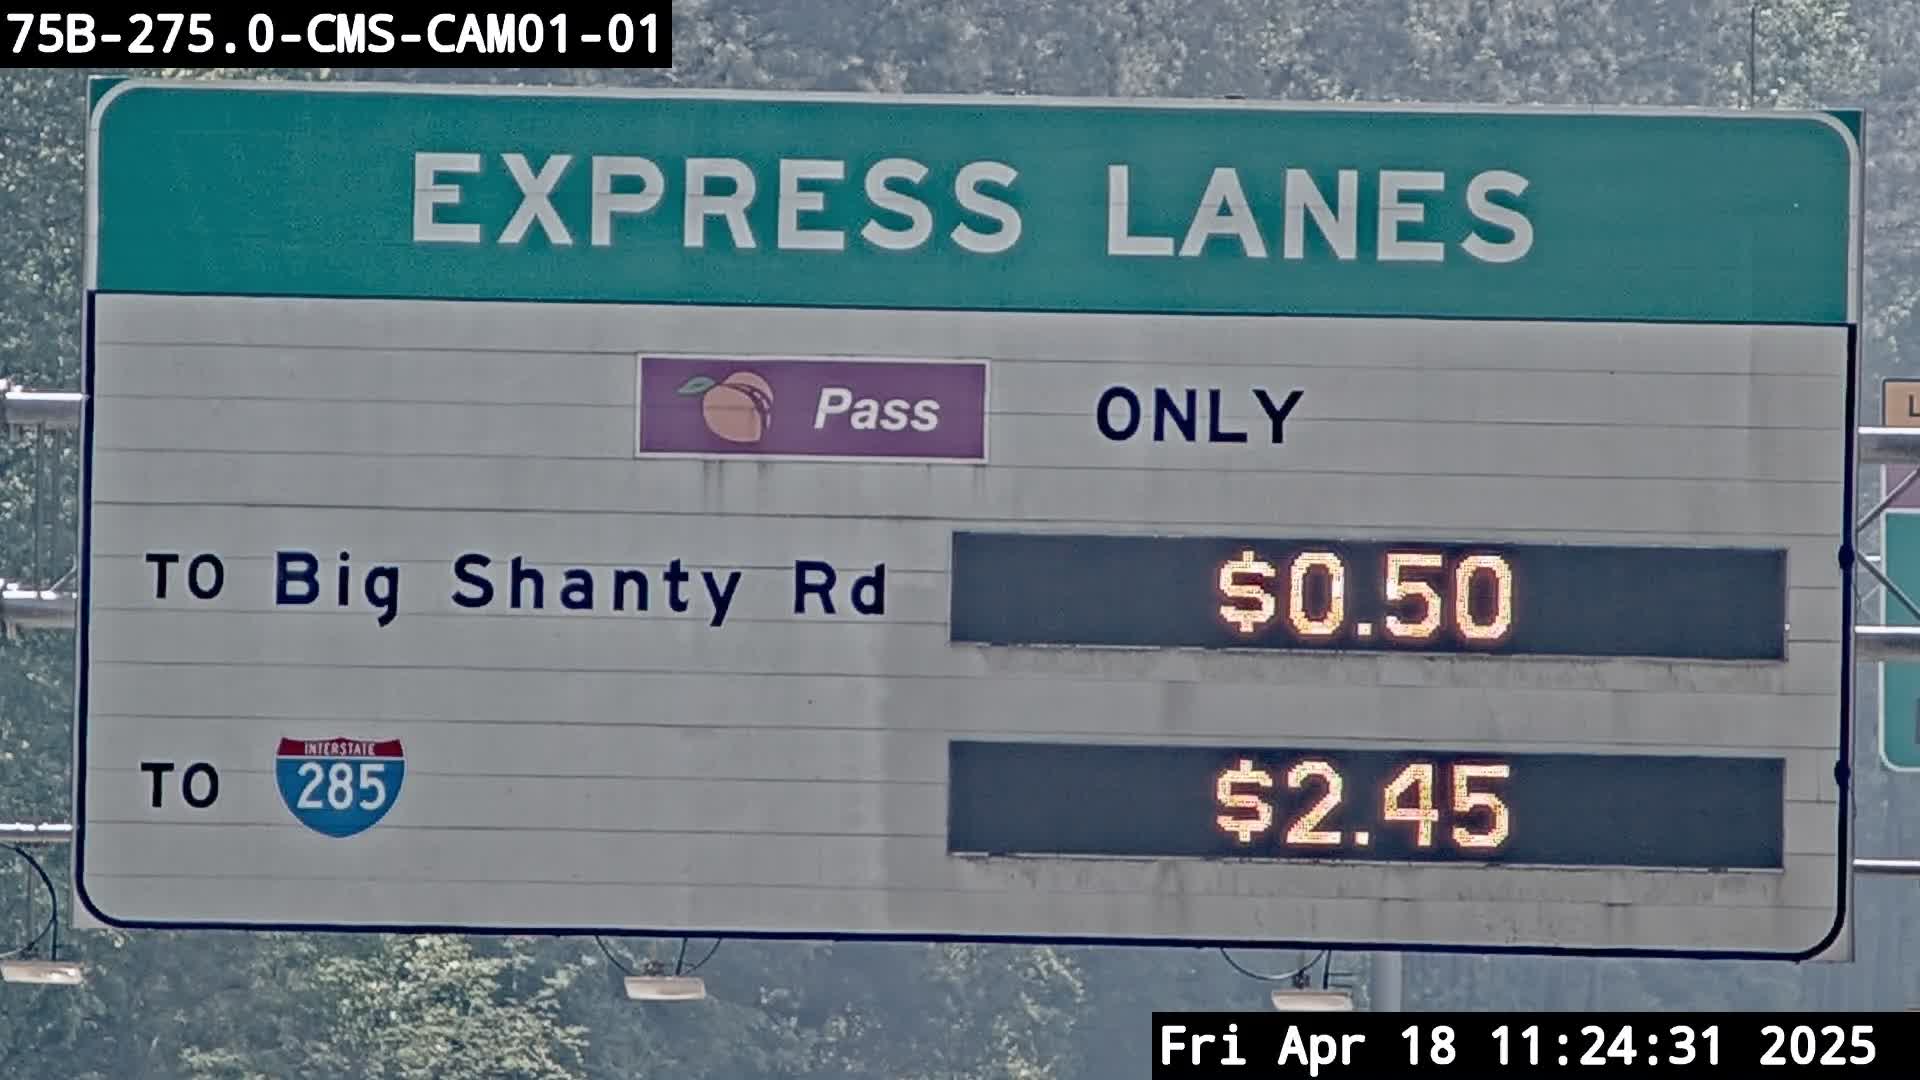 75B-275.0-CMS-CAM01-01
EXPRESS LANES
Pass ONLY
TO Big Shanty Rd $0.50
TO INTERSTATE 285 $2.45
Fri Apr 18 11:24:31 2025